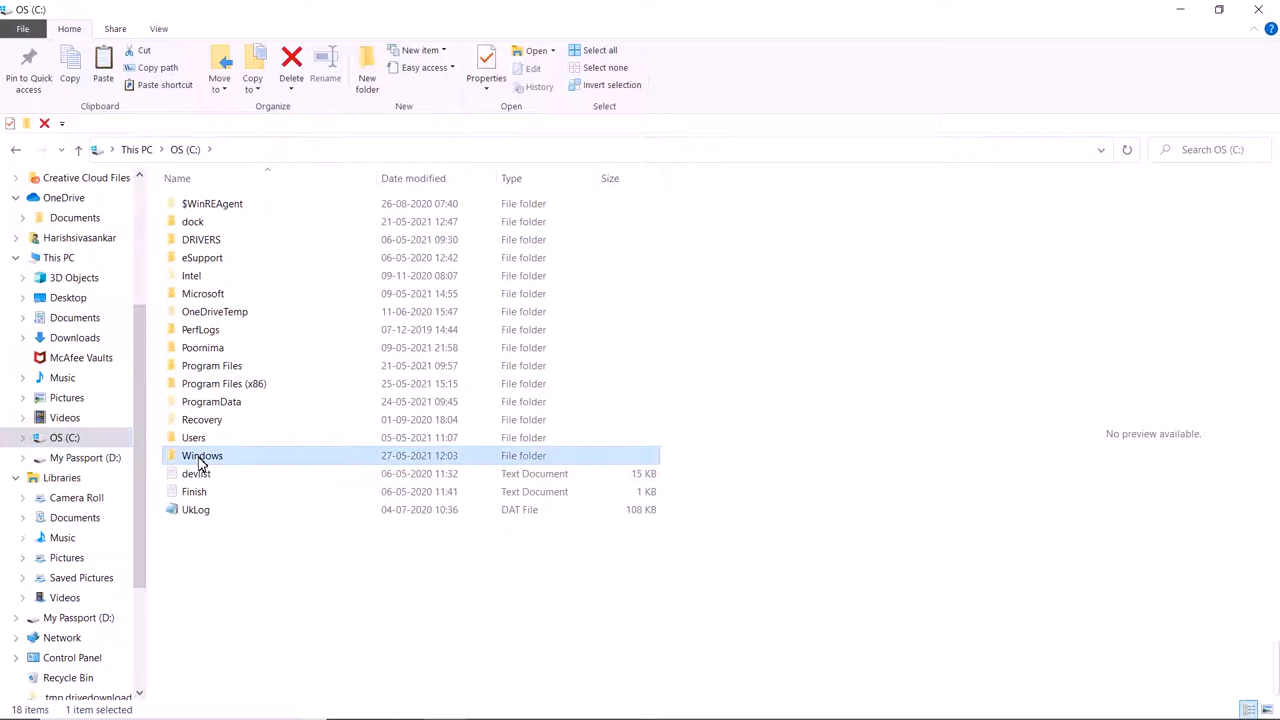 OS (C:)
File Home Share View
Pin to Quick access
Copy
Paste
Cut
Copy path
Paste shortcut
Clipboard
Move to
Copy to
Delete
Rename
Organize
New folder
New item
Easy access
New
Properties
Open
Edit
History
Open
Select all
Select none
Invert selection
Select
This PC > OS (C:) >
Search OS (C:)
Creative Cloud Files
OneDrive
Documents
Harishsivasankar
This PC
3D Objects
Desktop
Documents
Downloads
McAfee Vaults
Music
Pictures
Videos
OS (C:)
My Passport (D:)
Libraries
Camera Roll
Documents
Music
Pictures
Saved Pictures
Videos
My Passport (D:)
Network
Control Panel
Recycle Bin
.tmp.drivedownload
Name Date modified Type Size
$WinREAgent 26-08-2020 07:40 File folder
dock 21-05-2021 12:47 File folder
DRIVERS 06-05-2021 09:30 File folder
eSupport 06-05-2020 12:42 File folder
Intel 09-11-2020 08:07 File folder
Microsoft 09-05-2021 14:55 File folder
OneDriveTemp 11-06-2020 15:47 File folder
PerfLogs 07-12-2019 14:44 File folder
Poornima 09-05-2021 21:58 File folder
Program Files 21-05-2021 09:57 File folder
Program Files (x86) 25-05-2021 15:15 File folder
ProgramData 24-05-2021 09:45 File folder
Recovery 01-09-2020 18:04 File folder
Users 05-05-2021 11:07 File folder
Windows 27-05-2021 12:03 File folder
devlist 06-05-2020 11:32 Text Document 15 KB
Finish 06-05-2020 11:41 Text Document 1 KB
UkLog 04-07-2020 10:36 DAT File 108 KB
No preview available.
18 items 1 item selected